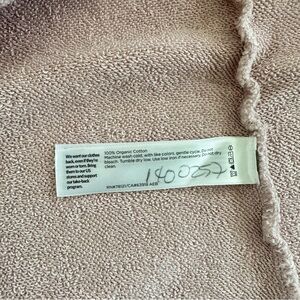 We want our clothes
back, even if they're
worn or torn. Bring
them to our US
stores and support
our take-back
program.
100% Organic Cotton
Machine wash cold, with like colors, gentle cycle. Do not
bleach. Tumble dry low. Use low iron if necessary. Do not dry
clean.